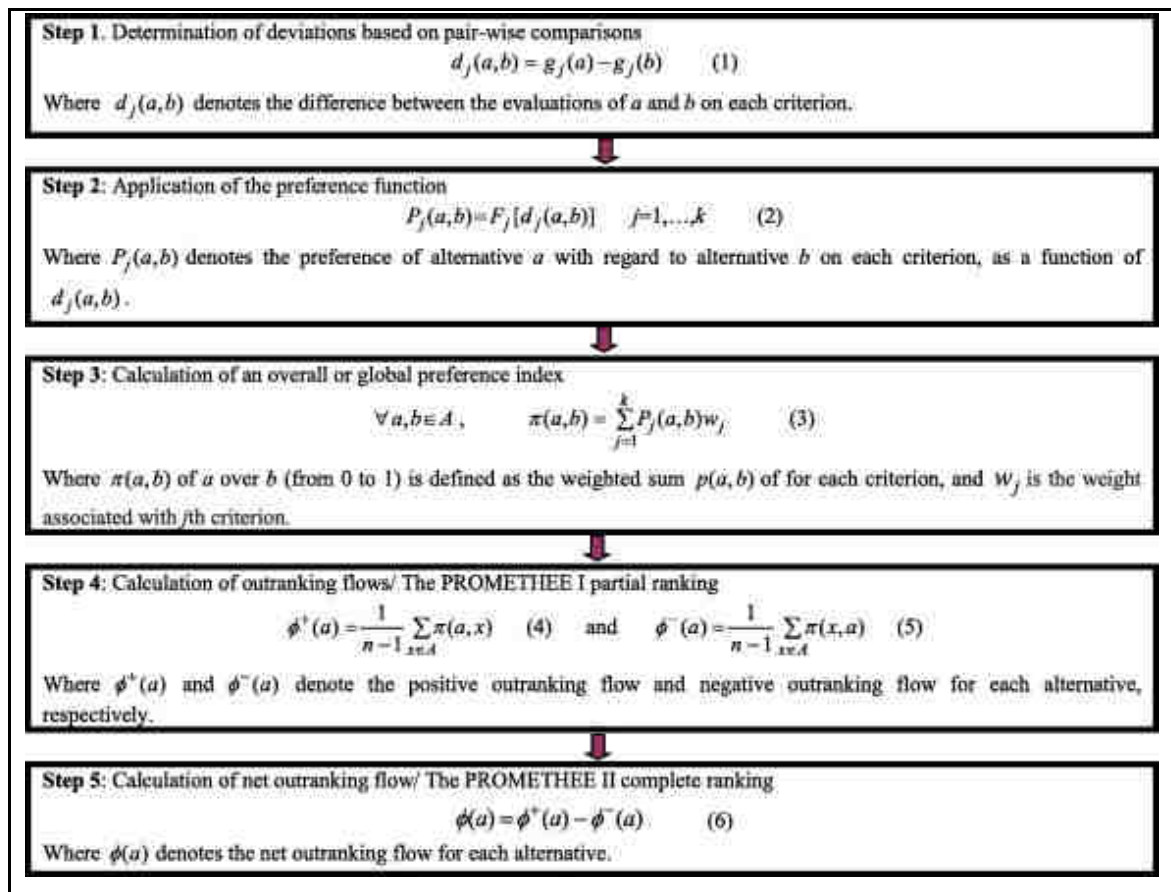 Step 1. Determination of deviations based on pair-wise comparisons
d_j(a,b) = g_j(a) − g_j(b) (1)
Where d_j(a,b) denotes the difference between the evaluations of a and b on each criterion.
Step 2: Application of the preference function
P_j(a,b) = F_j[d_j(a,b)] j=1,...,k (2)
Where P_j(a,b) denotes the preference of alternative a with regard to alternative b on each criterion, as a function of
d_j(a,b).
Step 3: Calculation of an overall or global preference index
∀a,b∈A, π(a,b) = ∑_{j=1}^{k} P_j(a,b)w_j (3)
Where π(a,b) of a over b (from 0 to 1) is defined as the weighted sum p(a,b) of for each criterion, and w_j is the weight
associated with jth criterion.
Step 4: Calculation of outranking flows/ The PROMETHEE I partial ranking
ϕ⁺(a) = 1/(n−1) ∑_{x∈A} π(a,x) (4) and ϕ⁻(a) = 1/(n−1) ∑_{x∈A} π(x,a) (5)
Where ϕ⁺(a) and ϕ⁻(a) denote the positive outranking flow and negative outranking flow for each alternative,
respectively.
Step 5: Calculation of net outranking flow/ The PROMETHEE II complete ranking
ϕ(a) = ϕ⁺(a) − ϕ⁻(a) (6)
Where ϕ(a) denotes the net outranking flow for each alternative.